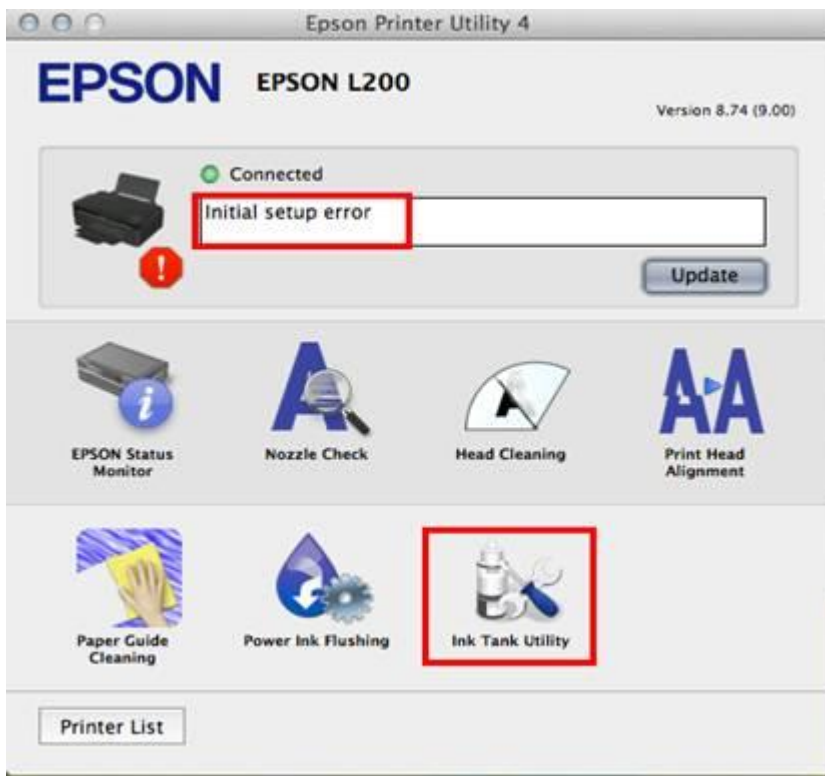 Epson Printer Utility 4
EPSON EPSON L200
Version 8.74 (9.00)
Connected
Initial setup error
Update
EPSON Status
Monitor
Nozzle Check
Head Cleaning
Print Head
Alignment
Paper Guide
Cleaning
Power Ink Flushing
Ink Tank Utility
Printer List